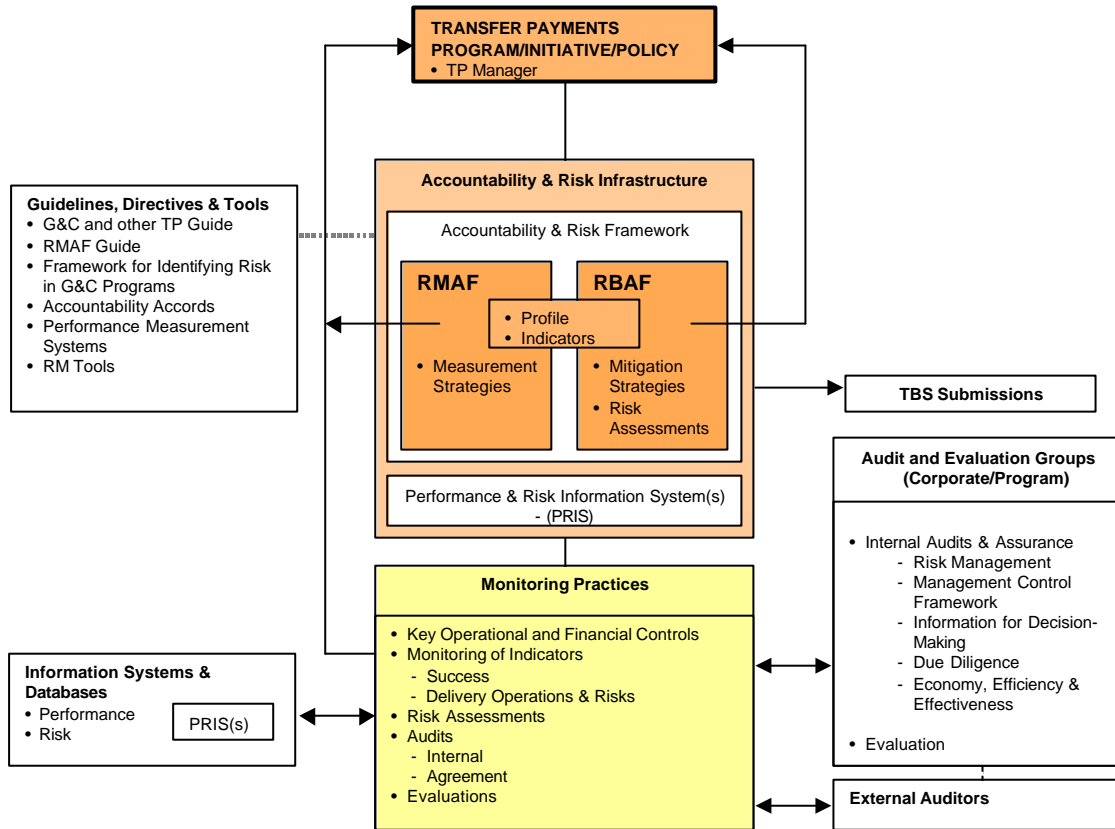 TRANSFER PAYMENTS
PROGRAM/INITIATIVE/POLICY
• TP Manager
Accountability & Risk Infrastructure
Accountability & Risk Framework
RMAF
RBAF
• Profile
• Indicators
• Measurement
Strategies
• Mitigation
Strategies
• Risk
Assessments
Performance & Risk Information System(s)
- (PRIS)
Guidelines, Directives & Tools
• G&C and other TP Guide
• RMAF Guide
• Framework for Identifying Risk
in G&C Programs
• Accountability Accords
• Performance Measurement
Systems
• RM Tools
TBS Submissions
Audit and Evaluation Groups
(Corporate/Program)
• Internal Audits & Assurance
- Risk Management
- Management Control
Framework
- Information for Decision-
Making
- Due Diligence
- Economy, Efficiency &
Effectiveness
• Evaluation
Monitoring Practices
• Key Operational and Financial Controls
• Monitoring of Indicators
- Success
- Delivery Operations & Risks
• Risk Assessments
• Audits
- Internal
- Agreement
• Evaluations
Information Systems &
Databases
• Performance
• Risk
PRIS(s)
External Auditors